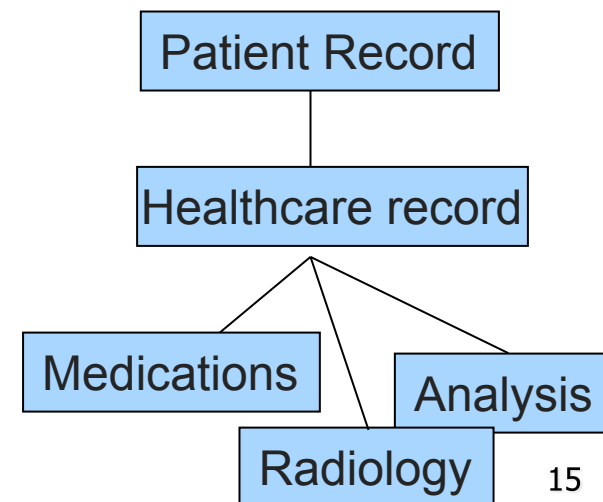 Patient Record
Healthcare record
Medications
Analysis
Radiology
15